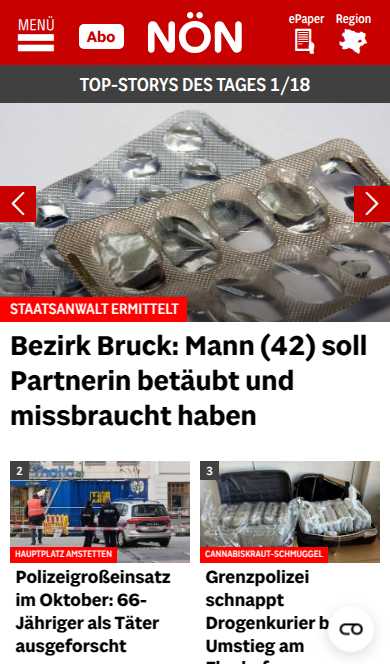 MENÜ
Abo
NÖN
ePaper
Region
TOP-STORYS DES TAGES 1/18
STAATSANWALT ERMITTELT
Bezirk Bruck: Mann (42) soll
Partnerin betäubt und
missbraucht haben
2
HAUPTPLATZ AMSTETTEN
Polizeigroßeinsatz
im Oktober: 66-
Jähriger als Täter
ausgeforscht
3
CANNABISKRAUT-SCHMUGGEL
Grenzpolizei
schnappt
Drogenkurier
Umstieg am